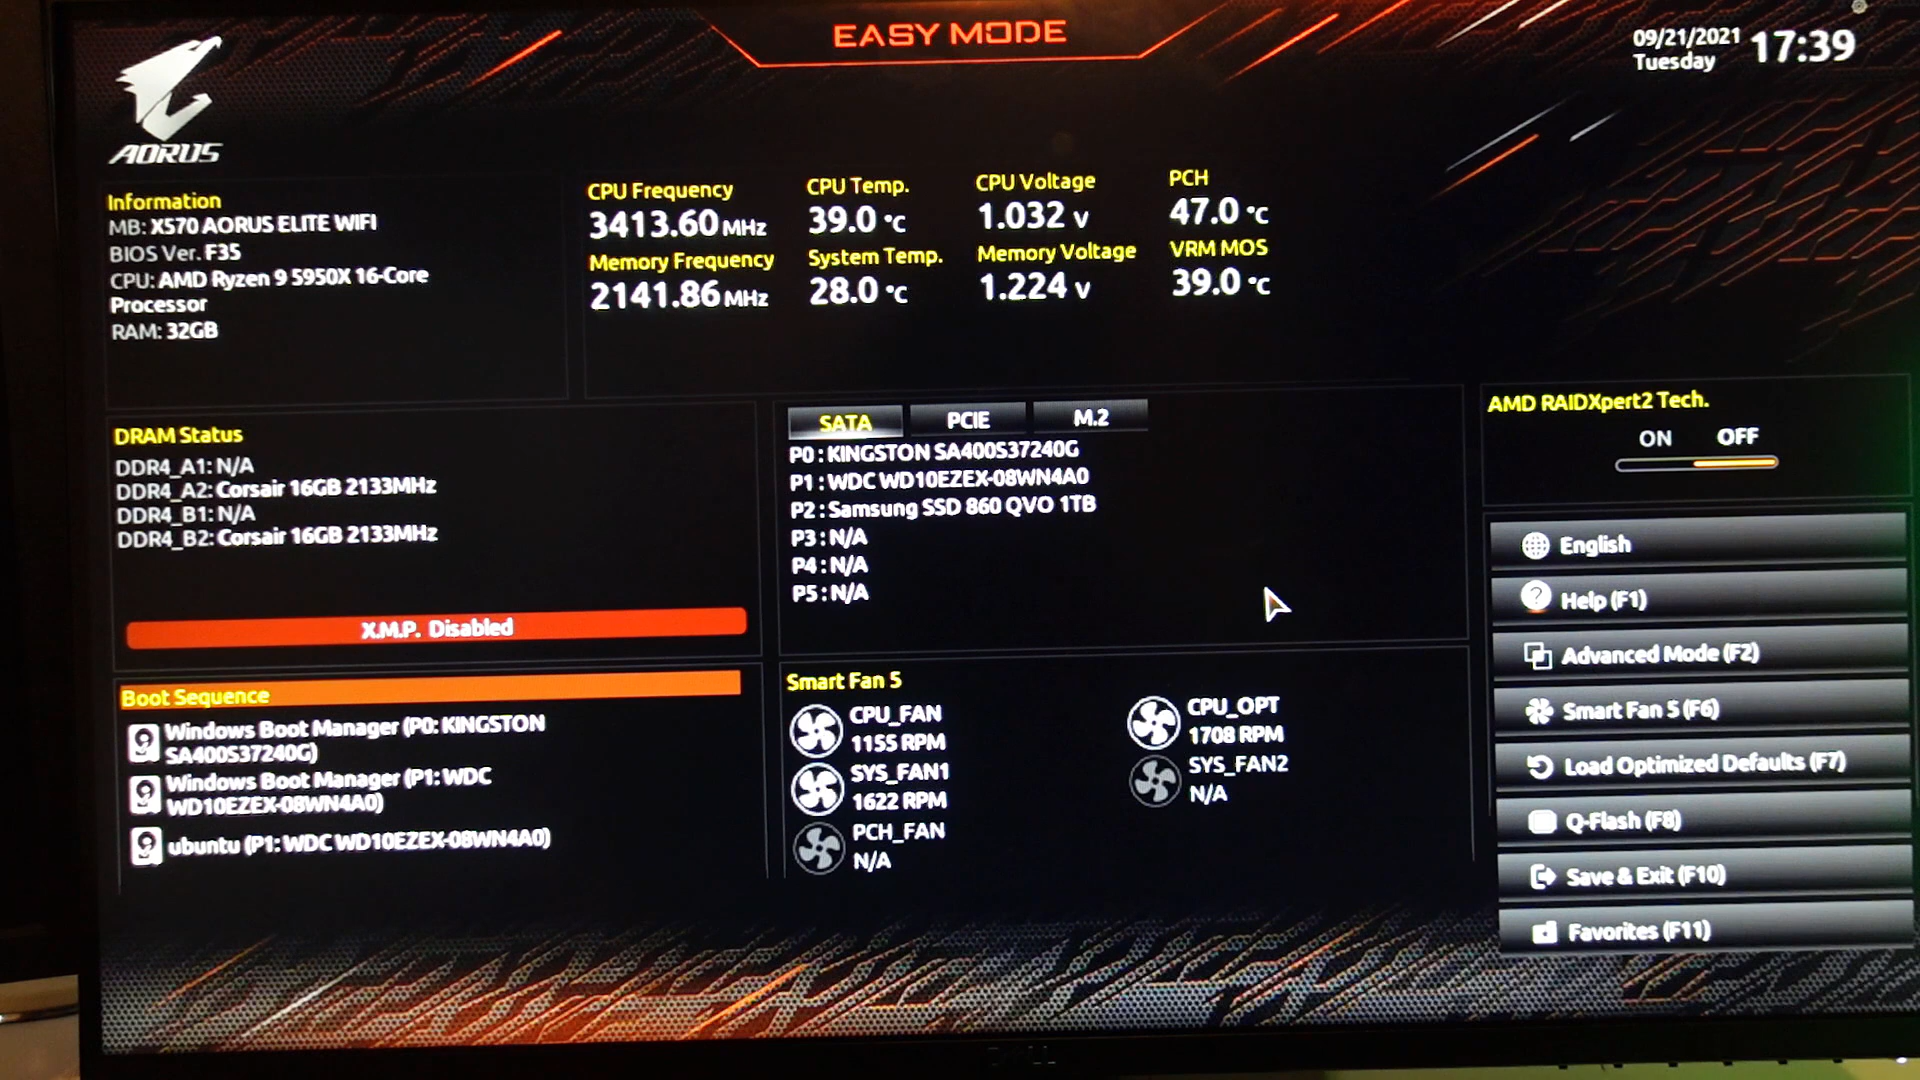 EASY MODE
09/21/2021
Tuesday
17:39
AORUS
Information
MB: X570 AORUS ELITE WIFI
BIOS Ver. F35
CPU: AMD Ryzen 9 5950X 16-Core
Processor
RAM: 32GB
CPU Frequency
3413.60 MHz
CPU Temp.
39.0 °C
CPU Voltage
1.032 V
PCH
47.0 °C
Memory Frequency
2141.86 MHz
System Temp.
28.0 °C
Memory Voltage
1.224 V
VRM MOS
39.0 °C
DRAM Status
DDR4_A1: N/A
DDR4_A2: Corsair 16GB 2133MHz
DDR4_B1: N/A
DDR4_B2: Corsair 16GB 2133MHz
X.M.P. Disabled
SATA
PCIE
M.2
P0 : KINGSTON SA400S37240G
P1 : WDC WD10EZEX-08WN4A0
P2 : Samsung SSD 860 QVO 1TB
P3 : N/A
P4 : N/A
P5 : N/A
AMD RAIDXpert2 Tech.
ON OFF
Boot Sequence
Windows Boot Manager (P0: KINGSTON
SA400S37240G)
Windows Boot Manager (P1: WDC
WD10EZEX-08WN4A0)
ubuntu (P1: WDC WD10EZEX-08WN4A0)
Smart Fan 5
CPU_FAN
1155 RPM
CPU_OPT
1708 RPM
SYS_FAN1
1622 RPM
SYS_FAN2
N/A
PCH_FAN
N/A
English
Help (F1)
Advanced Mode (F2)
Smart Fan 5 (F6)
Load Optimized Defaults (F7)
Q-Flash (F8)
Save & Exit (F10)
Favorites (F11)
DELL